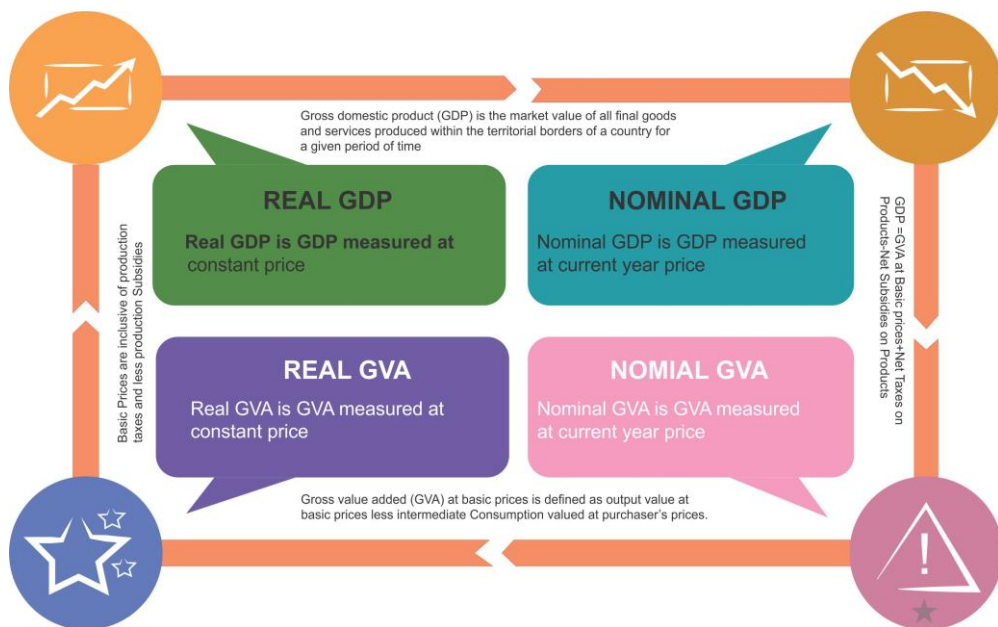 Gross domestic product (GDP) is the market value of all final goods
and services produced within the territorial borders of a country for
a given period of time
REAL GDP
Real GDP is GDP measured at
constant price
NOMINAL GDP
Nominal GDP is GDP measured
at current year price
Basic Prices are inclusive of production
taxes and less production Subsidies
GDP =GVA at Basic prices+Net Taxes on
Products-Net Subsidies on Products
REAL GVA
Real GVA is GVA measured at
constant price
NOMIAL GVA
Nominal GVA is GVA measured
at current year price
Gross value added (GVA) at basic prices is defined as output value at
basic prices less intermediate Consumption valued at purchaser's prices.
!